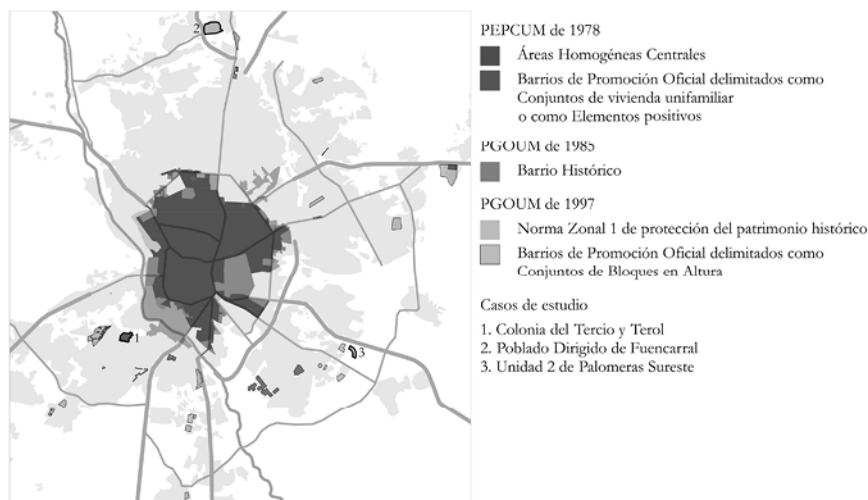 PEPCUM de 1978
Áreas Homogéneas Centrales
Barrios de Promoción Oficial delimitados como
Conjuntos de vivienda unifamiliar
o como Elementos positivos
PGOUM de 1985
Barrio Histórico
PGOUM de 1997
Norma Zonal 1 de protección del patrimonio histórico
Barrios de Promoción Oficial delimitados como
Conjuntos de Bloques en Altura
Casos de estudio
1. Colonia del Tercio y Terol
2. Poblado Dirigido de Fuencarral
3. Unidad 2 de Palomeras Sureste
2
1
3